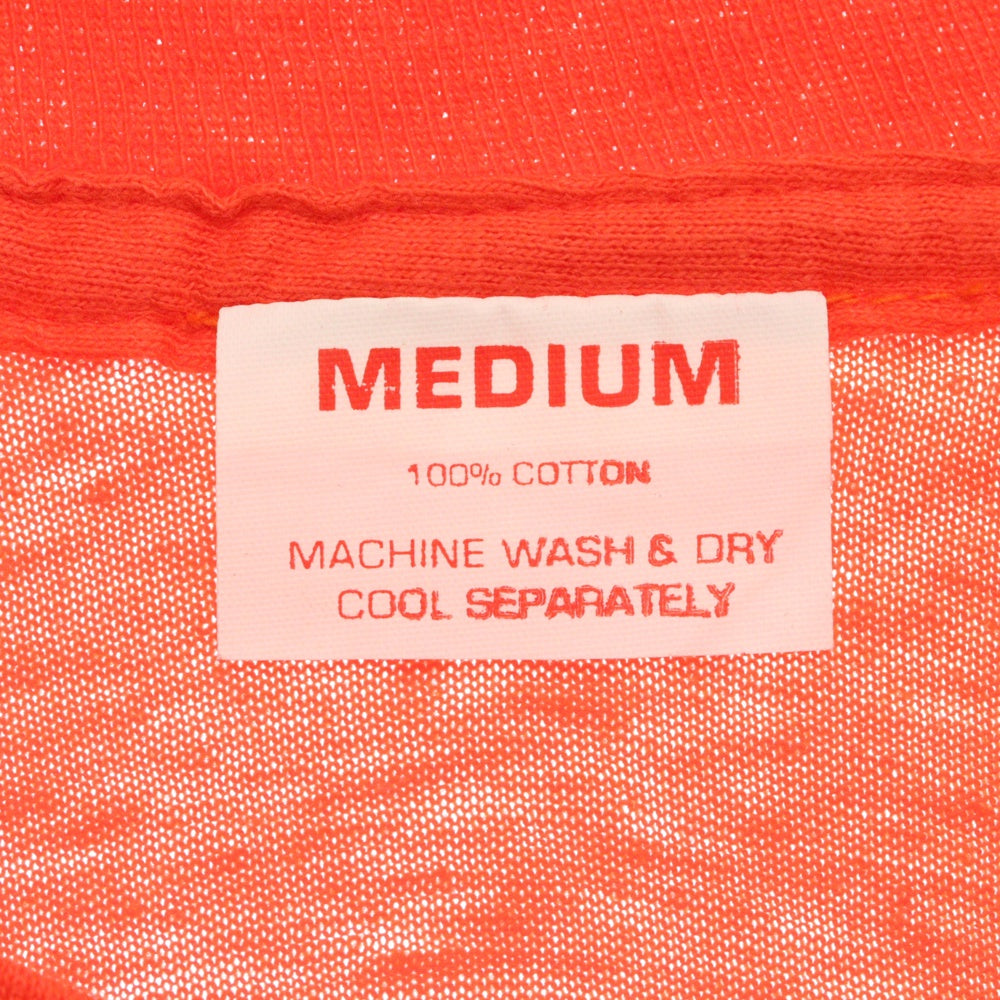 MEDIUM
100% COTTON
MACHINE WASH & DRY
COOL SEPARATELY